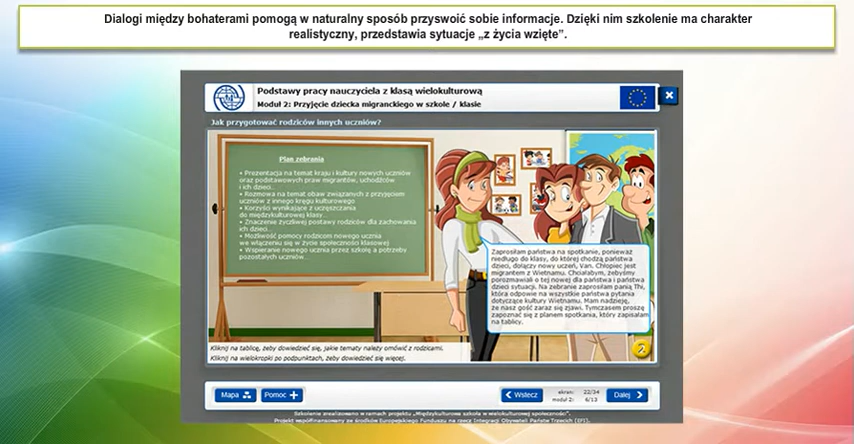 Dialogi między bohaterami pomogą w naturalny sposób przyswoić sobie informacje. Dzięki nim szkolenie ma charakter
realistyczny, przedstawia sytuacje „z życia wzięte”.
Podstawy pracy nauczyciela z klasą wielokulturową
Moduł 2: Przyjęcie dziecka migranckiego w szkole / klasie
Jak przygotować rodziców innych uczniów?
Plan zebrania
• Prezentacja na temat kraju i kultury nowych uczniów
oraz podstawowych praw migrantów, uchodźców
i ich dzieci.
• Rozmowa na temat obaw związanych z przyjęciem
uczniów z innego kręgu kulturowego
• Korzyści wynikające z uczęszczania
do międzykulturowej klasy...
• Znaczenie życzliwej postawy rodziców dla zachowania
ich dzieci..
• Możliwość pomocy rodzicom nowego ucznia
we włączeniu się w życie społeczności klasowej
• Wspieranie nowego ucznia przez szkołę a potrzeby
pozostałych uczniów...
Zaprosiłam państwa na spotkanie, ponieważ
niedługo do klasy, do której chodzą państwa
dzieci, dołączy nowy uczeń, Van. Chłopiec jest
migrantem z Wietnamu. Chciałabym, żebyśmy
porozmawiali o tej nowej dla państwa i państwa
dzieci sytuacji. Na zebranie zaprosiłam panią Thi,
która odpowie na wszystkie państwa pytania
dotyczące kultury Wietnamu. Mam nadzieję,
że nasz gość zaraz się zjawi. Tymczasem proszę
zapoznać się z planem spotkania, który zapisałam
na tablicy.
2
Kliknij na tablicę, żeby dowiedzieć się, jakie tematy należy omówić z rodzicami.
Kliknij na wielokropki po podpunktach, żeby dowiedzieć się więcej.
Mapa
Pomoc
Wstecz
ekran: 22/34
moduł 2: 6/13
Dalej
Szkolenie zrealizowano w ramach projektu „Międzykulturowa szkoła w wielokulturowej społeczności”.
Projekt współfinansowany ze środków Europejskiego Funduszu na rzecz Integracji Obywateli Państw Trzecich (EFI).